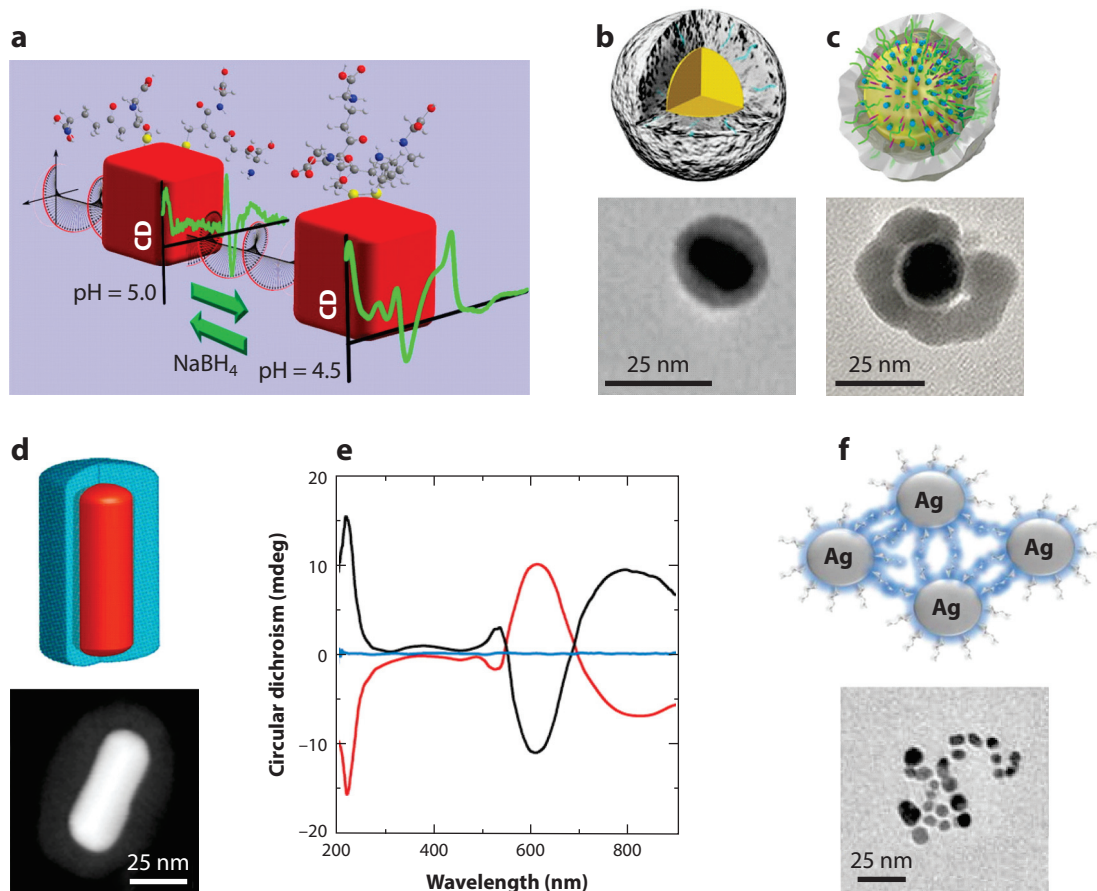 a
CD
pH = 5.0
NaBH₄
CD
pH = 4.5
b
25 nm
c
25 nm
d
25 nm
e
Circular dichroism (mdeg)
20
10
0
–10
–20
200
400
600
800
Wavelength (nm)
f
Ag
Ag
Ag
Ag
25 nm